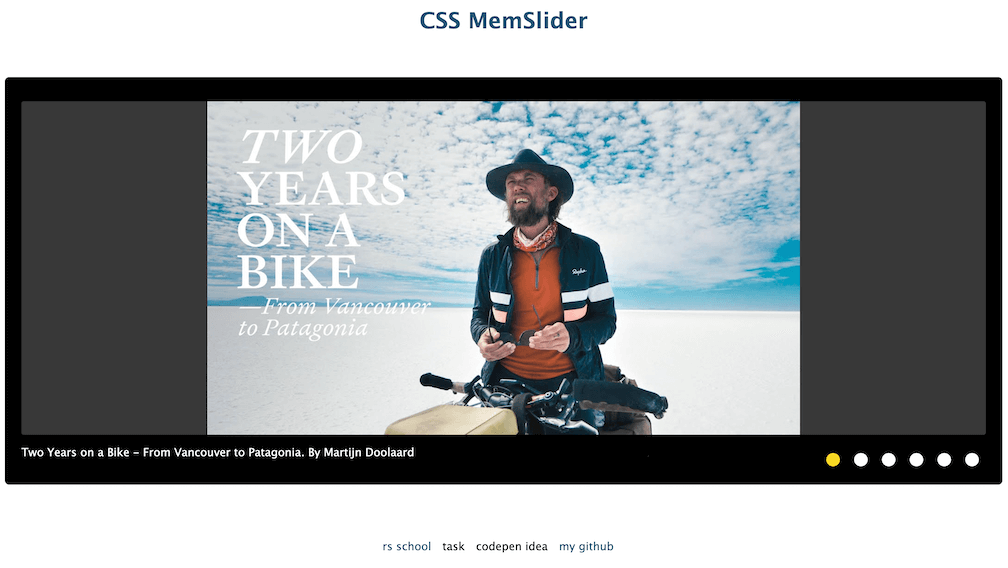 CSS MemSlider
TWO
YEARS
ON A
BIKE
—From Vancouver
to Patagonia
Rapha
Two Years on a Bike – From Vancouver to Patagonia. By Martijn Doolaard
rs school task codepen idea my github